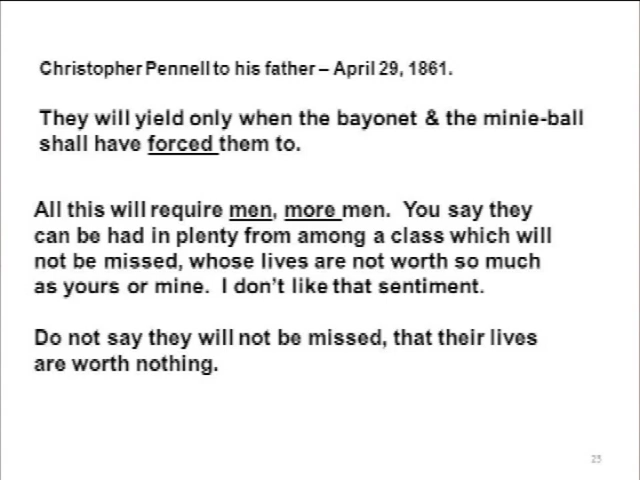 Christopher Pennell to his father – April 29, 1861.
They will yield only when the bayonet & the minie-ball
shall have forced them to.
All this will require men, more men.  You say they
can be had in plenty from among a class which will
not be missed, whose lives are not worth so much
as yours or mine.  I don't like that sentiment.
Do not say they will not be missed, that their lives
are worth nothing.
23